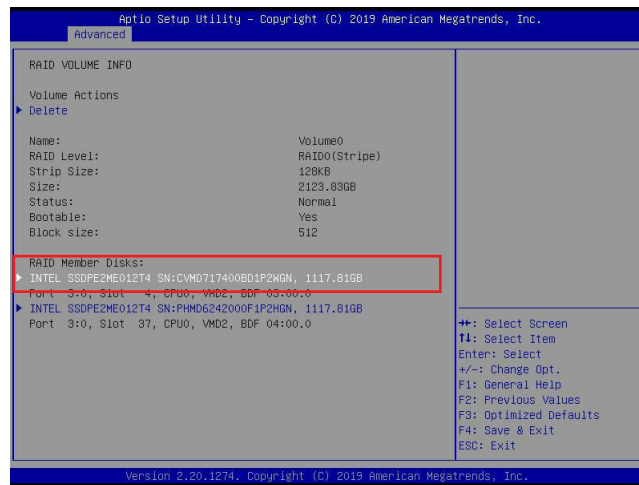 Aptio Setup Utility – Copyright (C) 2019 American Megatrends, Inc.
Advanced
RAID VOLUME INFO
Volume Actions
Delete
Name: Volume0
RAID Level: RAID0(Stripe)
Strip Size: 128KB
Size: 2123.83GB
Status: Normal
Bootable: Yes
Block size: 512
RAID Member Disks:
INTEL SSDPE2ME012T4 SN:CVMD717400BD1P2WGN, 1117.81GB
Port 3:0, Slot 4, CPU0, VMD2, BDF 03:00.0
INTEL SSDPE2ME012T4 SN:PHMD6242000F1P2HGN, 1117.81GB
Port 3:0, Slot 37, CPU0, VMD2, BDF 04:00.0
→←: Select Screen
↑↓: Select Item
Enter: Select
+/-: Change Opt.
F1: General Help
F2: Previous Values
F3: Optimized Defaults
F4: Save & Exit
ESC: Exit
Version 2.20.1274. Copyright (C) 2019 American Megatrends, Inc.